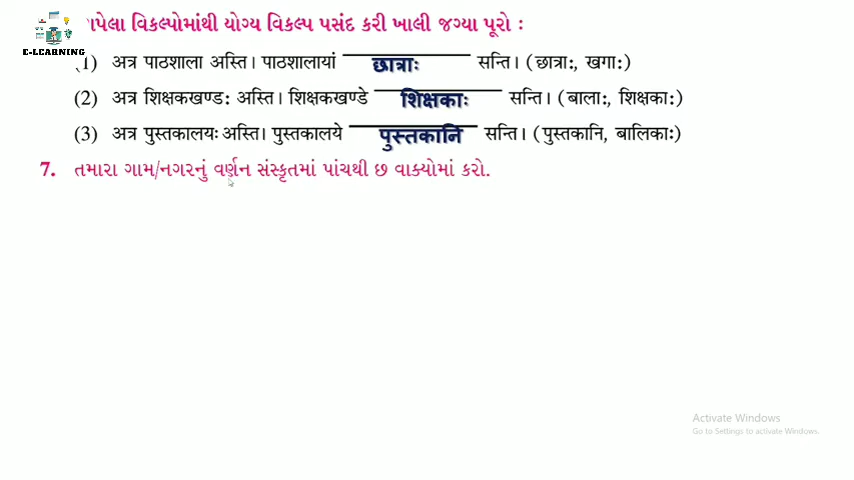 પેલા વિકલ્પોમાંથી યોગ્ય વિકલ્પ પસંદ કરી ખાલી જગ્યા પૂરો :
E-LEARNING
(1) अत्र पाठशाला अस्ति। पाठशालायां छात्राः सन्ति। (छात्रा:, खगा:)
(2) अत्र शिक्षकखण्ड: अस्ति। शिक्षकखण्डे शिक्षकाः सन्ति। (बाला:, शिक्षका:)
(3) अत्र पुस्तकालयः अस्ति। पुस्तकालये पुस्तकानि सन्ति। (पुस्तकानि, बालिका:)
7. તમારા ગામ/નગરનું વર્ણન સંસ્કૃતમાં પાંચથી છ વાક્યોમાં કરો.
Activate Windows
Go to Settings to activate Windows.